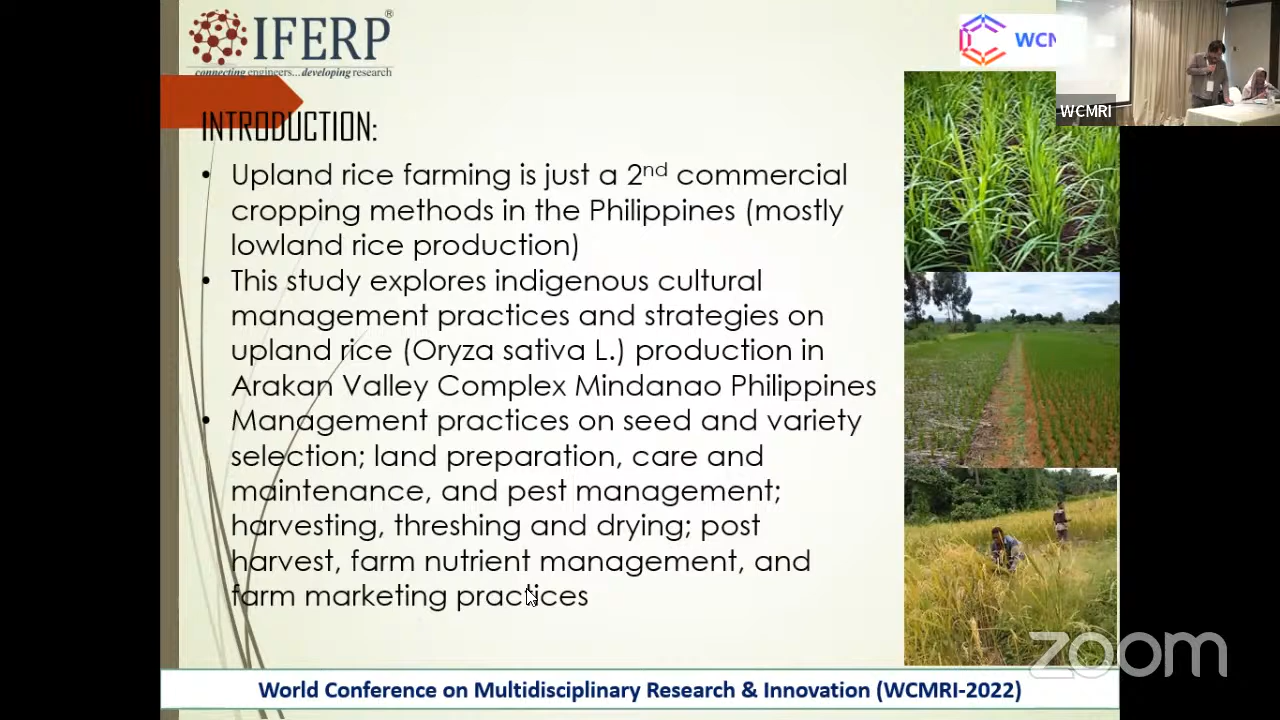 IFERP®
connecting engineers...developing research
WCM
WCMRI
INTRODUCTION:
• Upland rice farming is just a 2nd commercial
cropping methods in the Philippines (mostly
lowland rice production)
• This study explores indigenous cultural
management practices and strategies on
upland rice (Oryza sativa L.) production in
Arakan Valley Complex Mindanao Philippines
• Management practices on seed and variety
selection; land preparation, care and
maintenance, and pest management;
harvesting, threshing and drying; post
harvest, farm nutrient management, and
farm marketing practices
zoom
World Conference on Multidisciplinary Research & Innovation (WCMRI-2022)